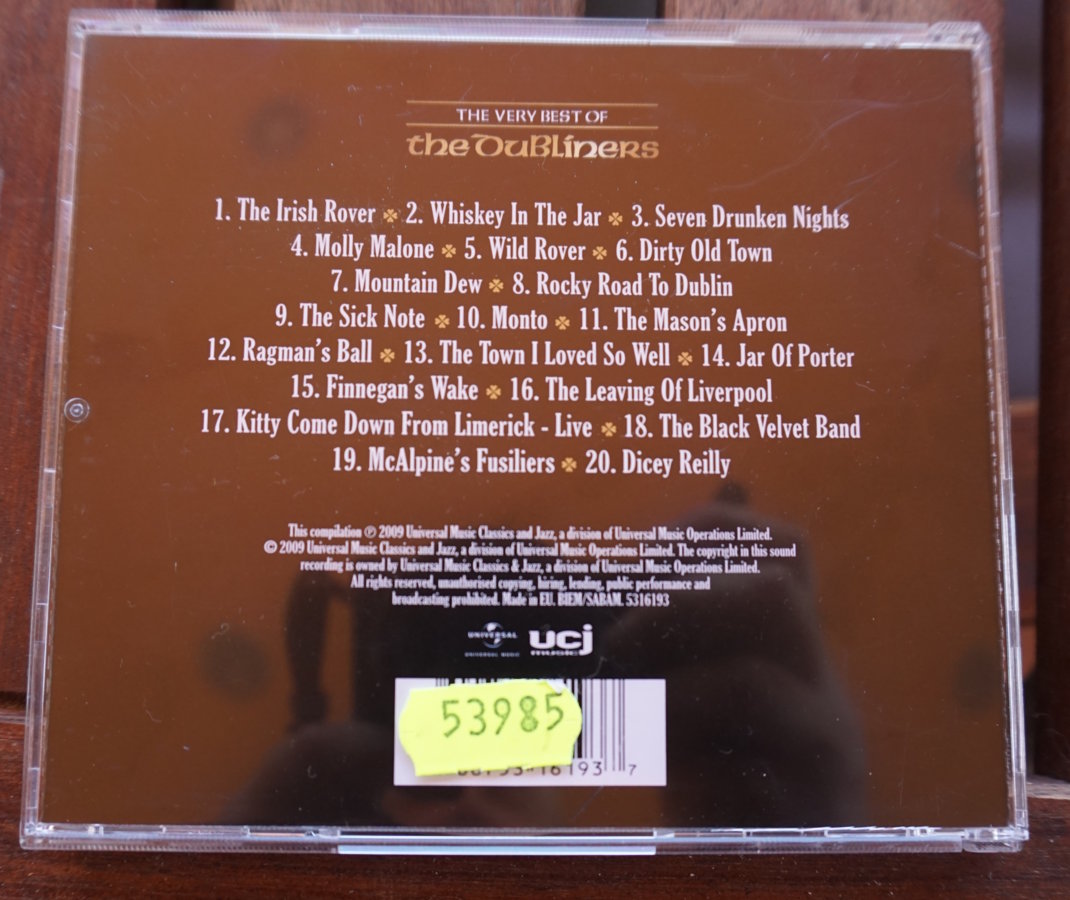 THE VERY BEST OF
the DUBLINERS
1. The Irish Rover 2. Whiskey In The Jar 3. Seven Drunken Nights
4. Molly Malone 5. Wild Rover 6. Dirty Old Town
7. Mountain Dew 8. Rocky Road To Dublin
9. The Sick Note 10. Monto 11. The Mason's Apron
12. Ragman's Ball 13. The Town I Loved So Well 14. Jar Of Porter
15. Finnegan's Wake 16. The Leaving Of Liverpool
17. Kitty Come Down From Limerick - Live 18. The Black Velvet Band
19. McAlpine's Fusiliers 20. Dicey Reilly
This compilation ℗ 2009 Universal Music Classics and Jazz, a division of Universal Music Operations Limited.
© 2009 Universal Music Classics and Jazz, a division of Universal Music Operations Limited. The copyright in this sound
recording is owned by Universal Music Classics & Jazz, a division of Universal Music Operations Limited.
All rights reserved, unauthorised copying, hiring, lending, public performance and
broadcasting prohibited. Made in EU. BIEM/SABAM. 5316193
UNIVERSAL
UNIVERSAL MUSIC
ucj
53985
16193 7